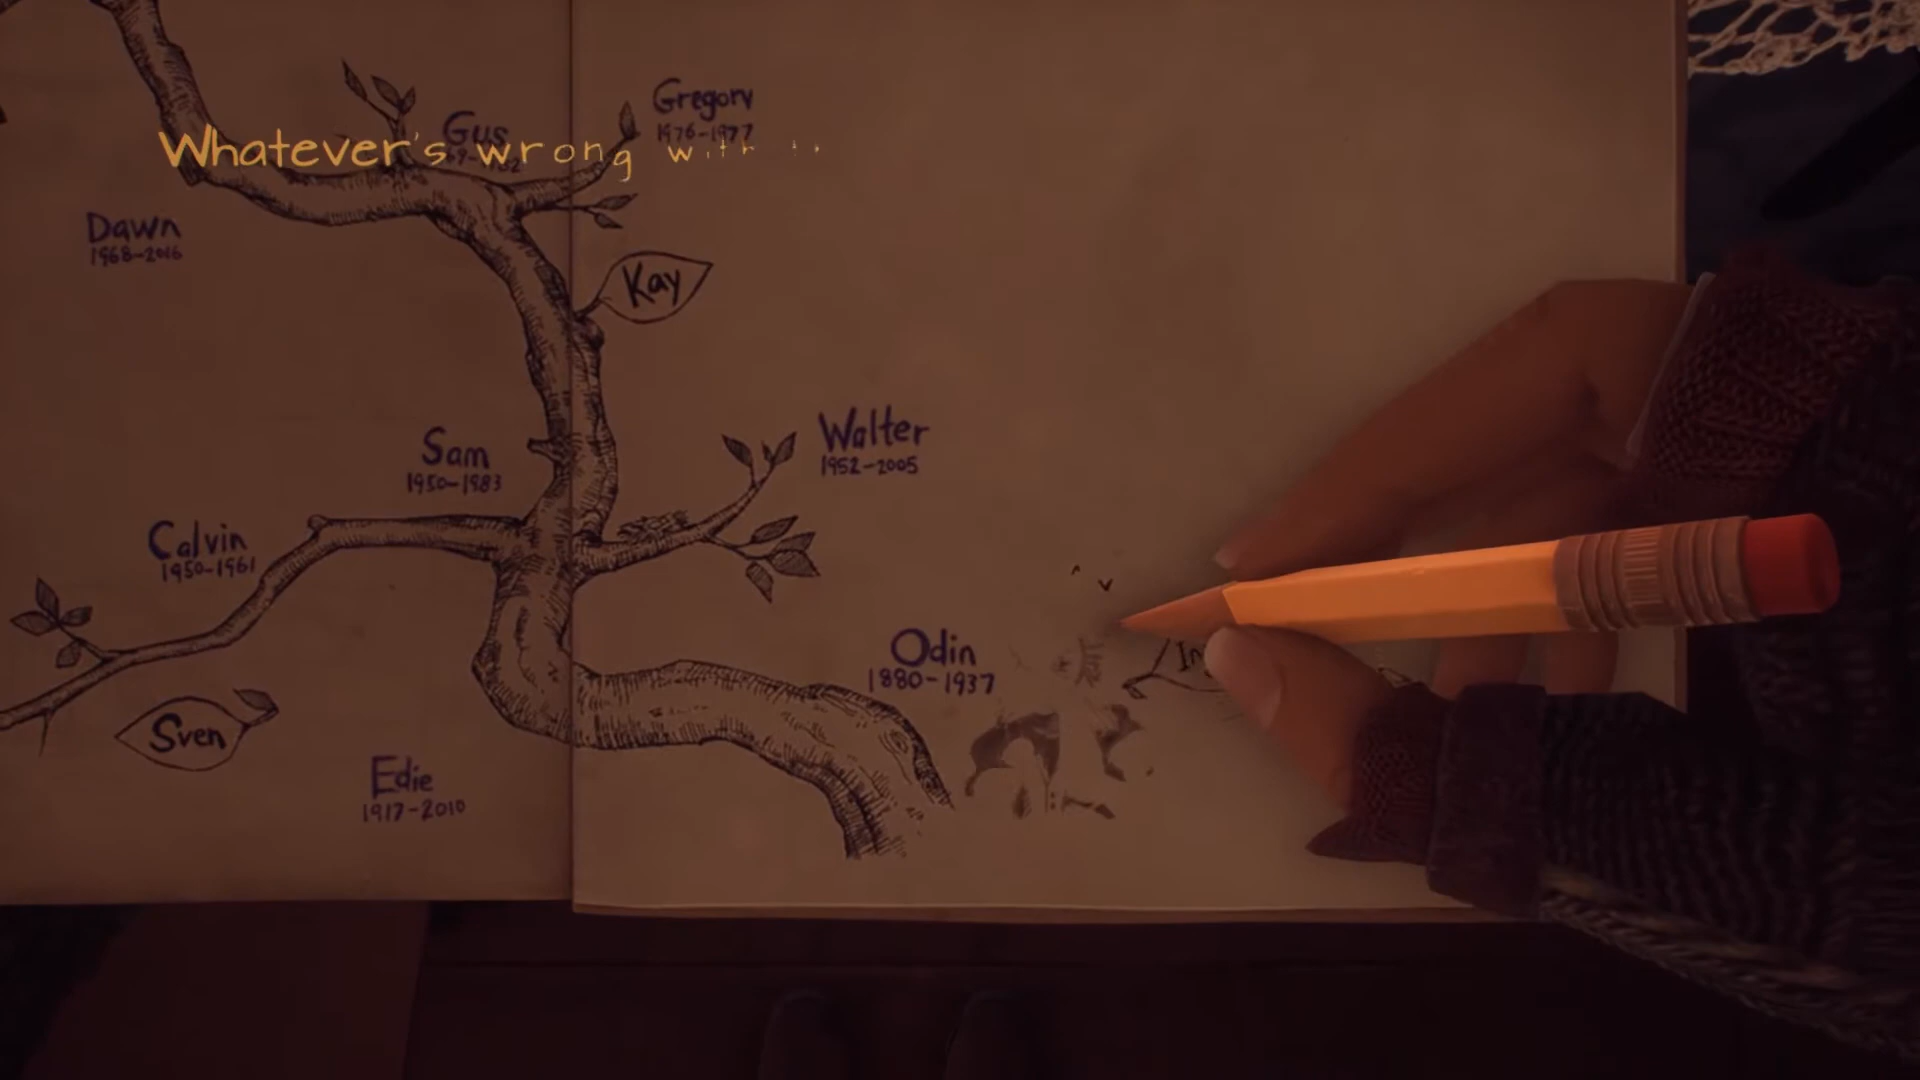 Gregory
1976-1977
Gus
Whatever's wrong with
Dawn
1968-2016
Kay
Walter
1952-2005
Sam
1950-1983
Calvin
1950-1961
Odin
1880-1937
Sven
Edie
1917-2010